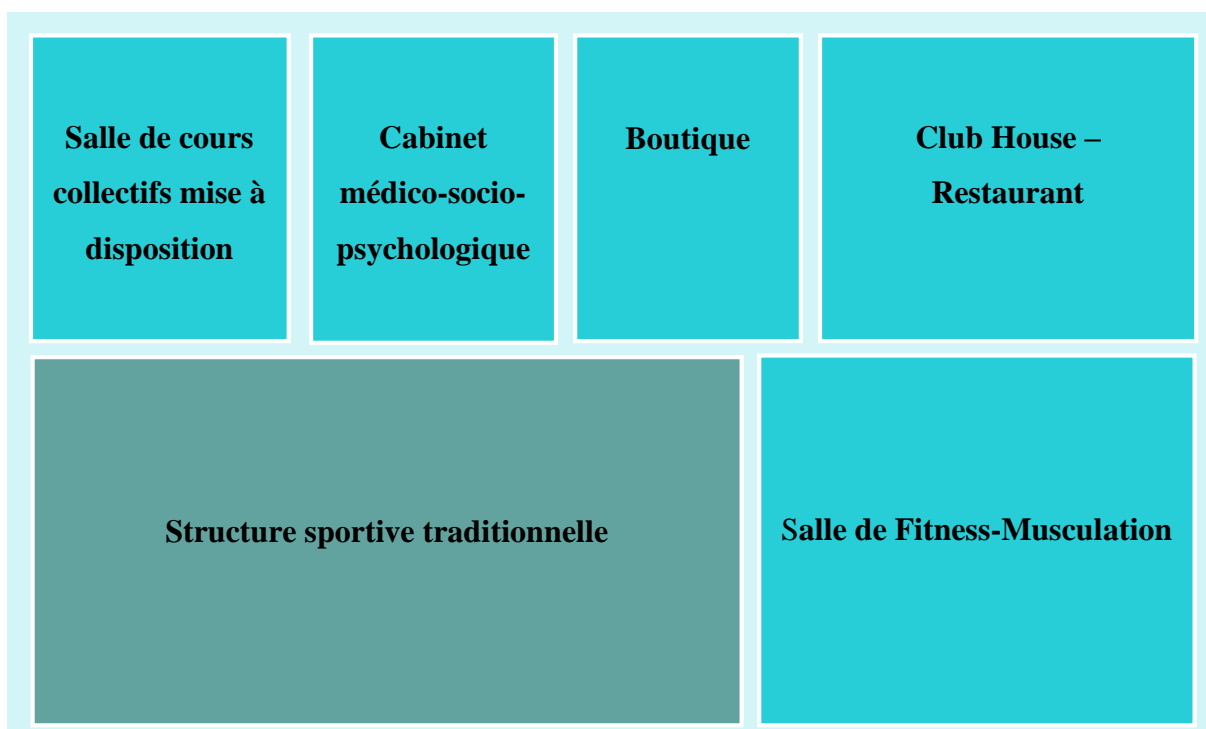 Salle de cours
collectifs mise à
disposition
Cabinet
médico-socio-
psychologique
Boutique
Club House –
Restaurant
Structure sportive traditionnelle
Salle de Fitness-Musculation